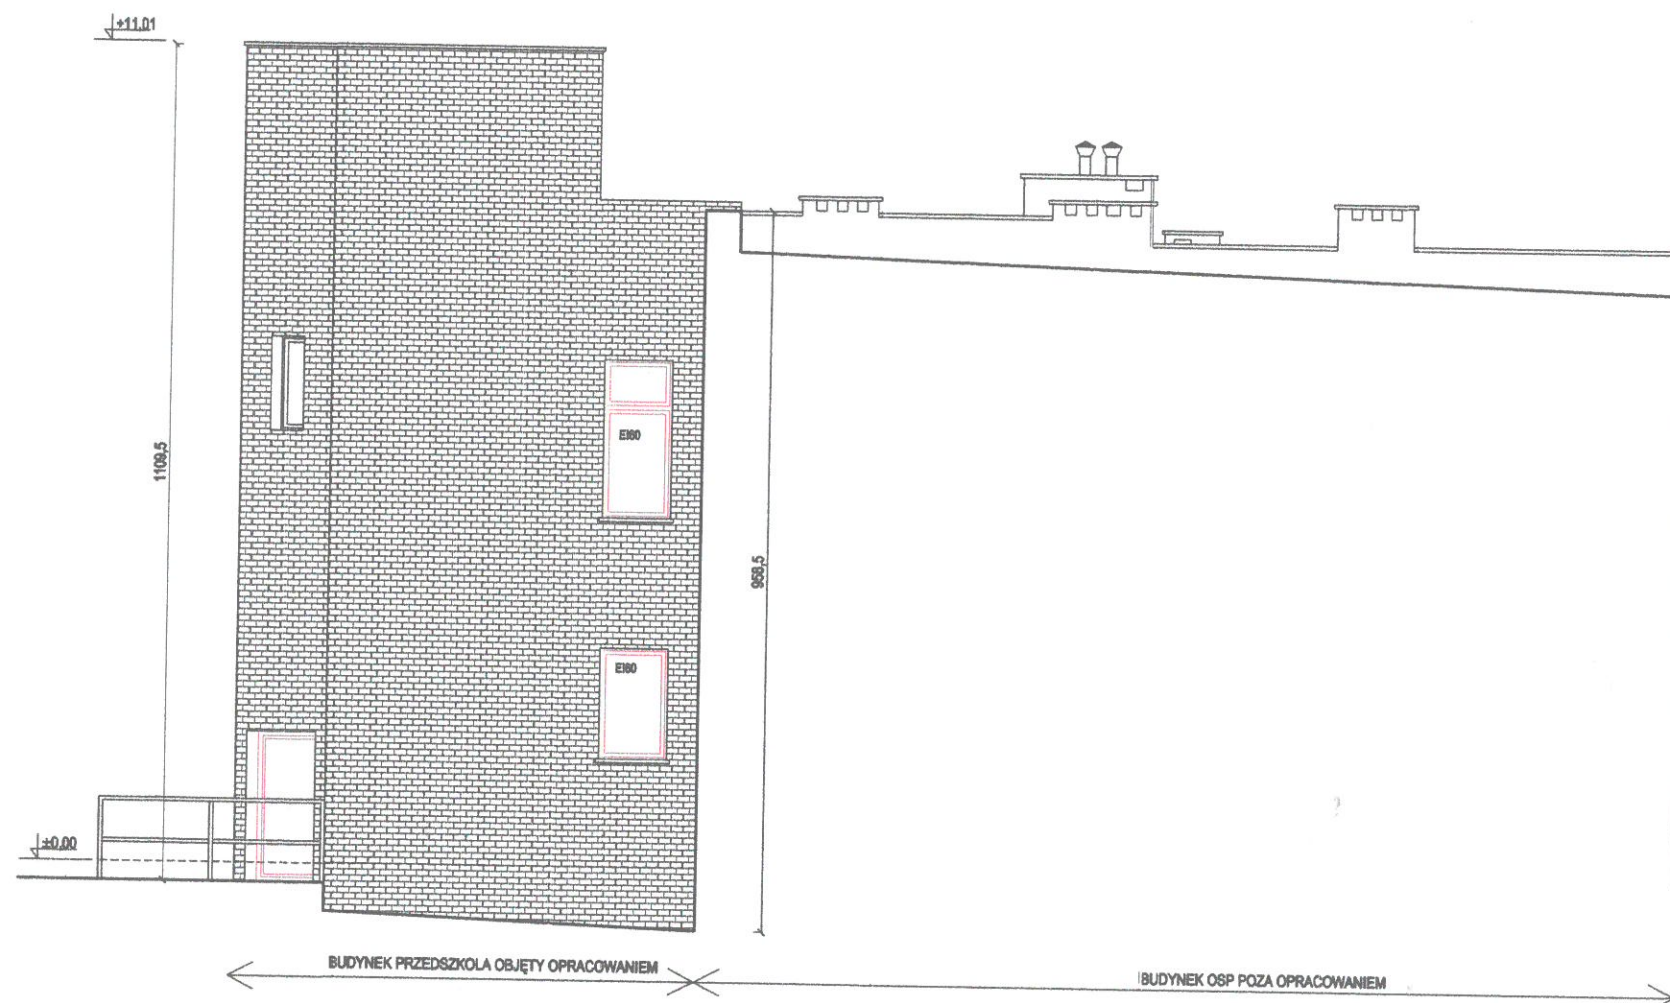 +11,01
1109,5
EI60
958,5
EI60
±0,00
BUDYNEK PRZEDSZKOLA OBJĘTY OPRACOWANIEM
BUDYNEK OSP POZA OPRACOWANIEM